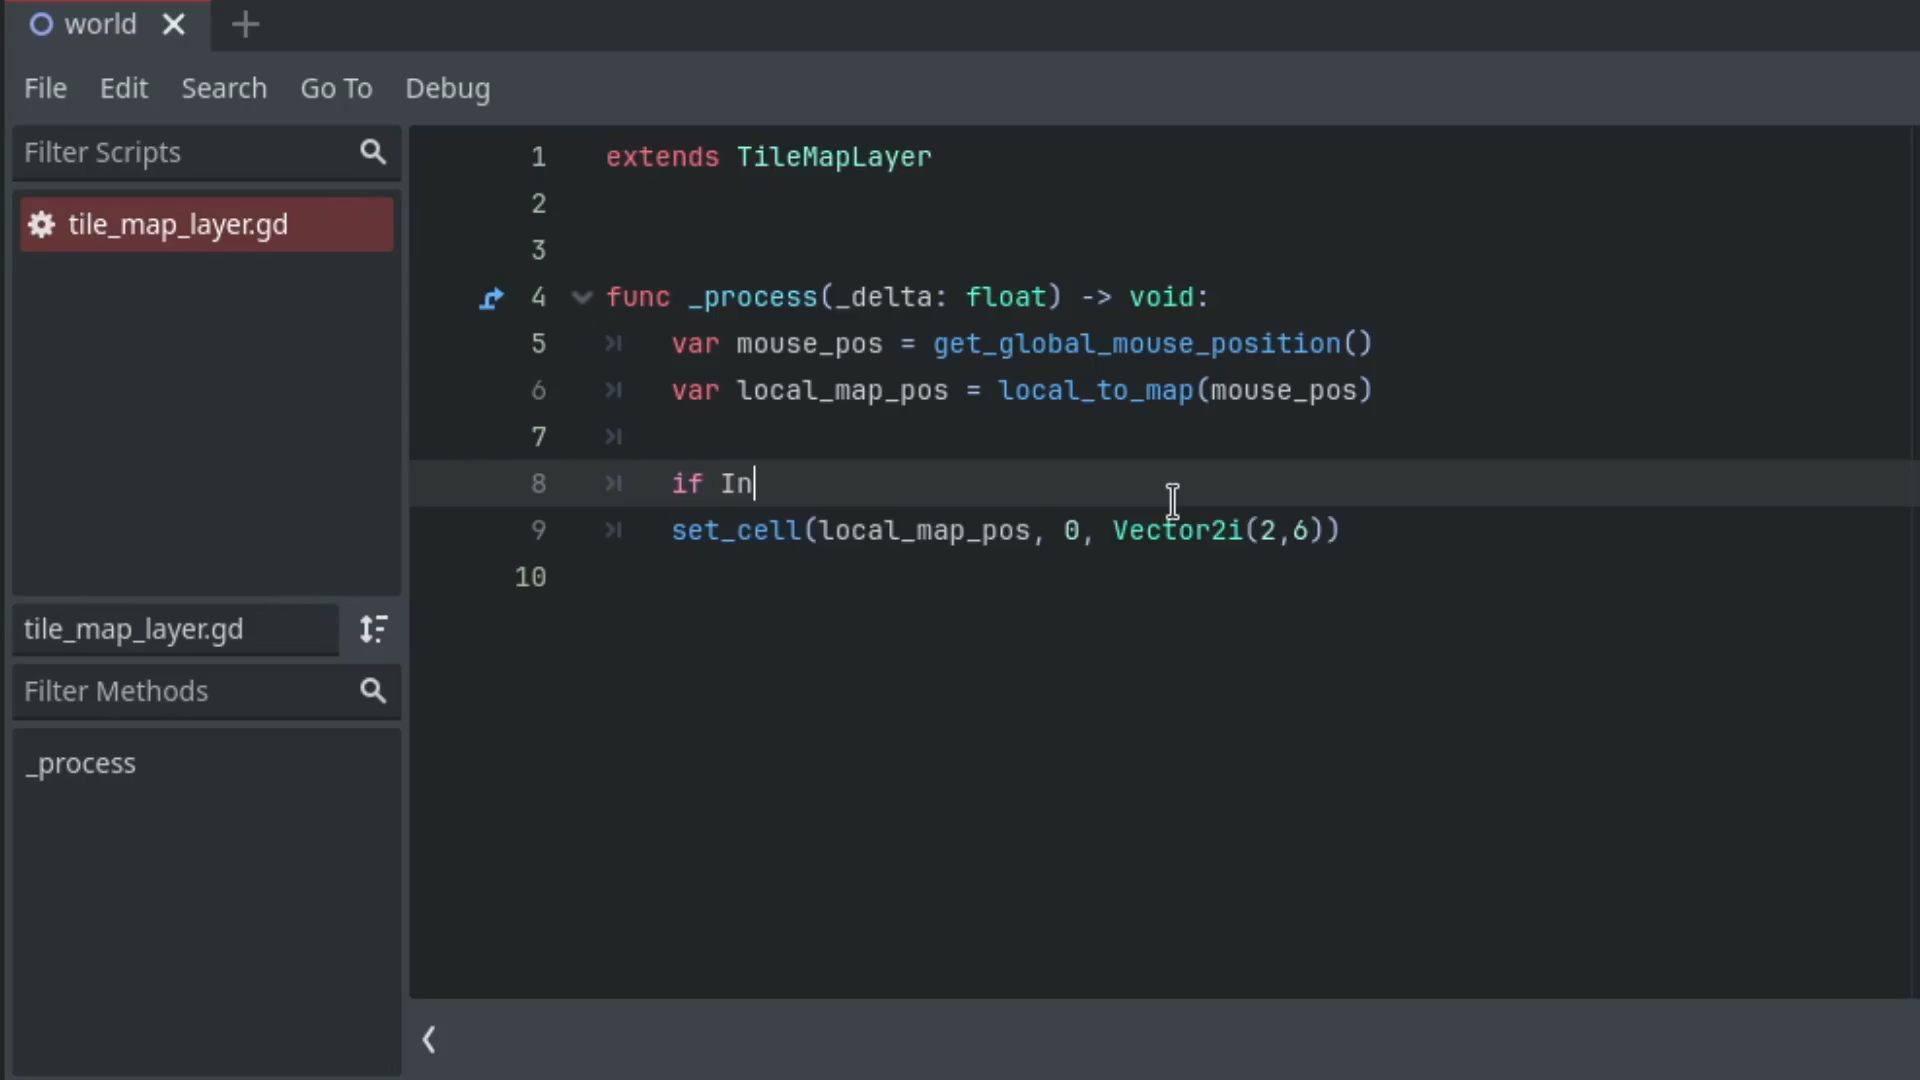 world
File Edit Search Go To Debug
Filter Scripts
tile_map_layer.gd
tile_map_layer.gd
Filter Methods
_process
1 extends TileMapLayer
2
3
4 func _process(_delta: float) -> void:
5 var mouse_pos = get_global_mouse_position()
6 var local_map_pos = local_to_map(mouse_pos)
7
8 if In
9 set_cell(local_map_pos, 0, Vector2i(2,6))
10